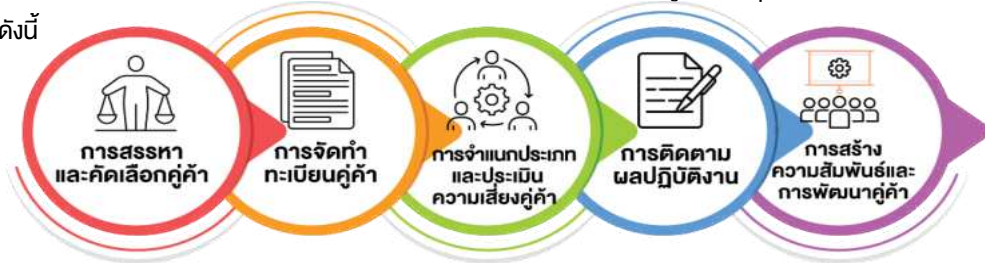 ดังนี้
การสรรหา
และคัดเลือกคู่ค้า
การจัดทำ
ทะเบียนคู่ค้า
การจำแนกประเภท
และประเมิน
ความเสี่ยงคู่ค้า
การติดตาม
ผลปฏิบัติงาน
การสร้าง
ความสัมพันธ์และ
การพัฒนาคู่ค้า